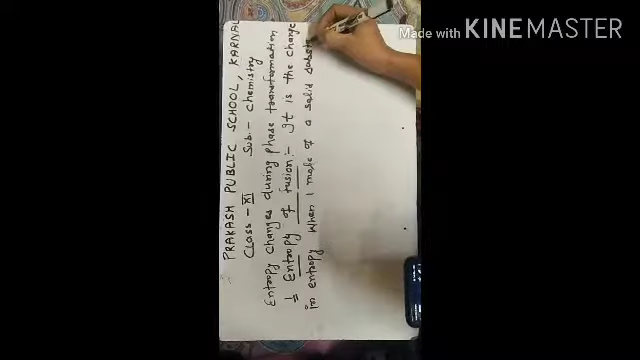 PRAKASH PUBLIC SCHOOL, KARNAL
Class - XI Sub:- Chemistry
Entropy changes during phase transformation
1= Entropy of fusion:- It is the change
in entropy when 1 mole of a solid subst
Made with KINEMASTER